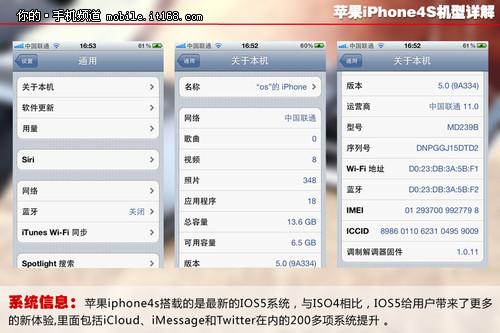 你的·手机频道 mobile.it168.com
苹果iPhone4S机型详解
中国联通 16:53 61%
设置 通用
关于本机
软件更新
用量
Siri
网络
蓝牙 关闭
iTunes Wi-Fi 同步
Spotlight 搜索
中国联通 16:52 60%
通用 关于本机
名称 “os”的 iPhone
网络 中国联通
歌曲 0
视频 8
照片 348
应用程序 18
总容量 13.6 GB
可用容量 6.5 GB
中国联通 16:52 61%
通用 关于本机
版本 5.0 (9A334)
运营商 中国联通 11.0
型号 MD239B
序列号 DNPGGJ15DTD2
Wi-Fi 地址 D0:23:DB:3A:5B:F1
蓝牙 D0:23:DB:3A:5B:F2
IMEI 01 293700 992779 8
ICCID 8986 0110 6231 0495 9009
调制解调器固件 1.0.11
系统信息：苹果iphone4s搭载的是最新的IOS5系统，与ISO4相比，IOS5给用户带来了更多
的新体验,里面包括iCloud、iMessage和Twitter在内的200多项系统提升 。